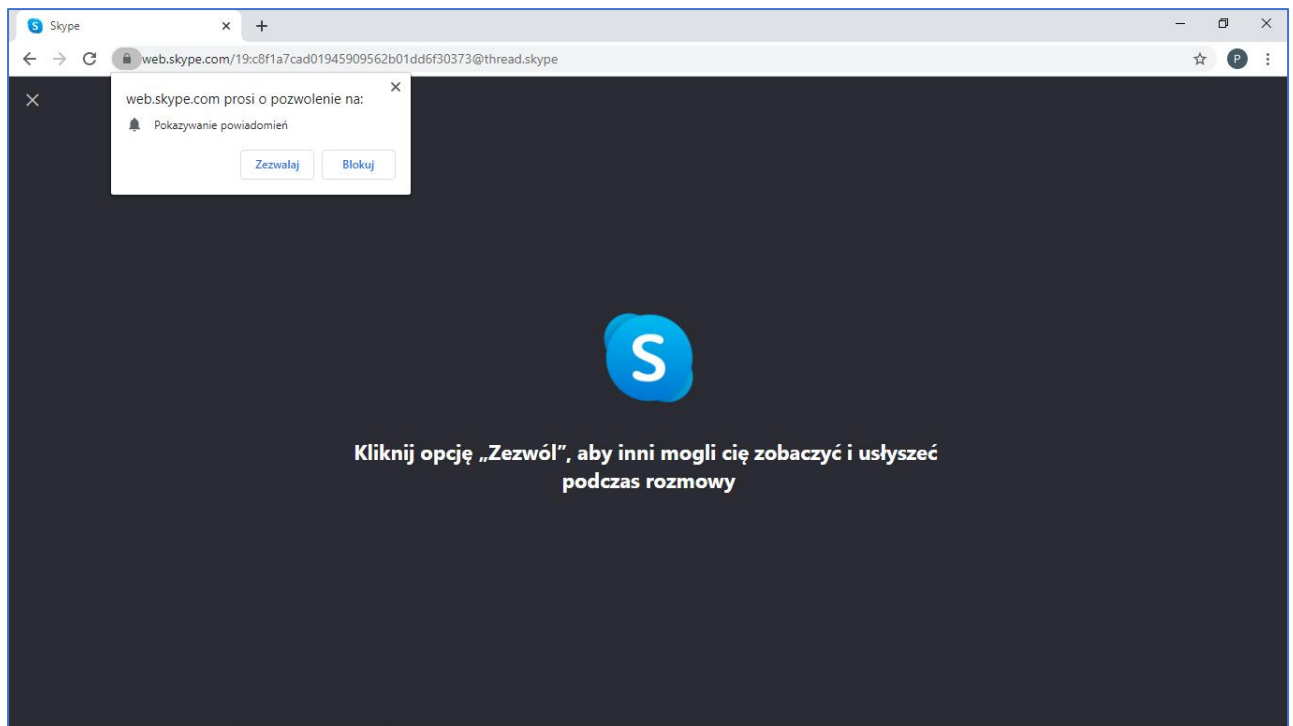 Skype
web.skype.com/19:c8f1a7cad01945909562b01dd6f30373@thread.skype
P
web.skype.com prosi o pozwolenie na:
Pokazywanie powiadomień
Zezwalaj Blokuj
S
Kliknij opcję „Zezwól”, aby inni mogli cię zobaczyć i usłyszeć
podczas rozmowy